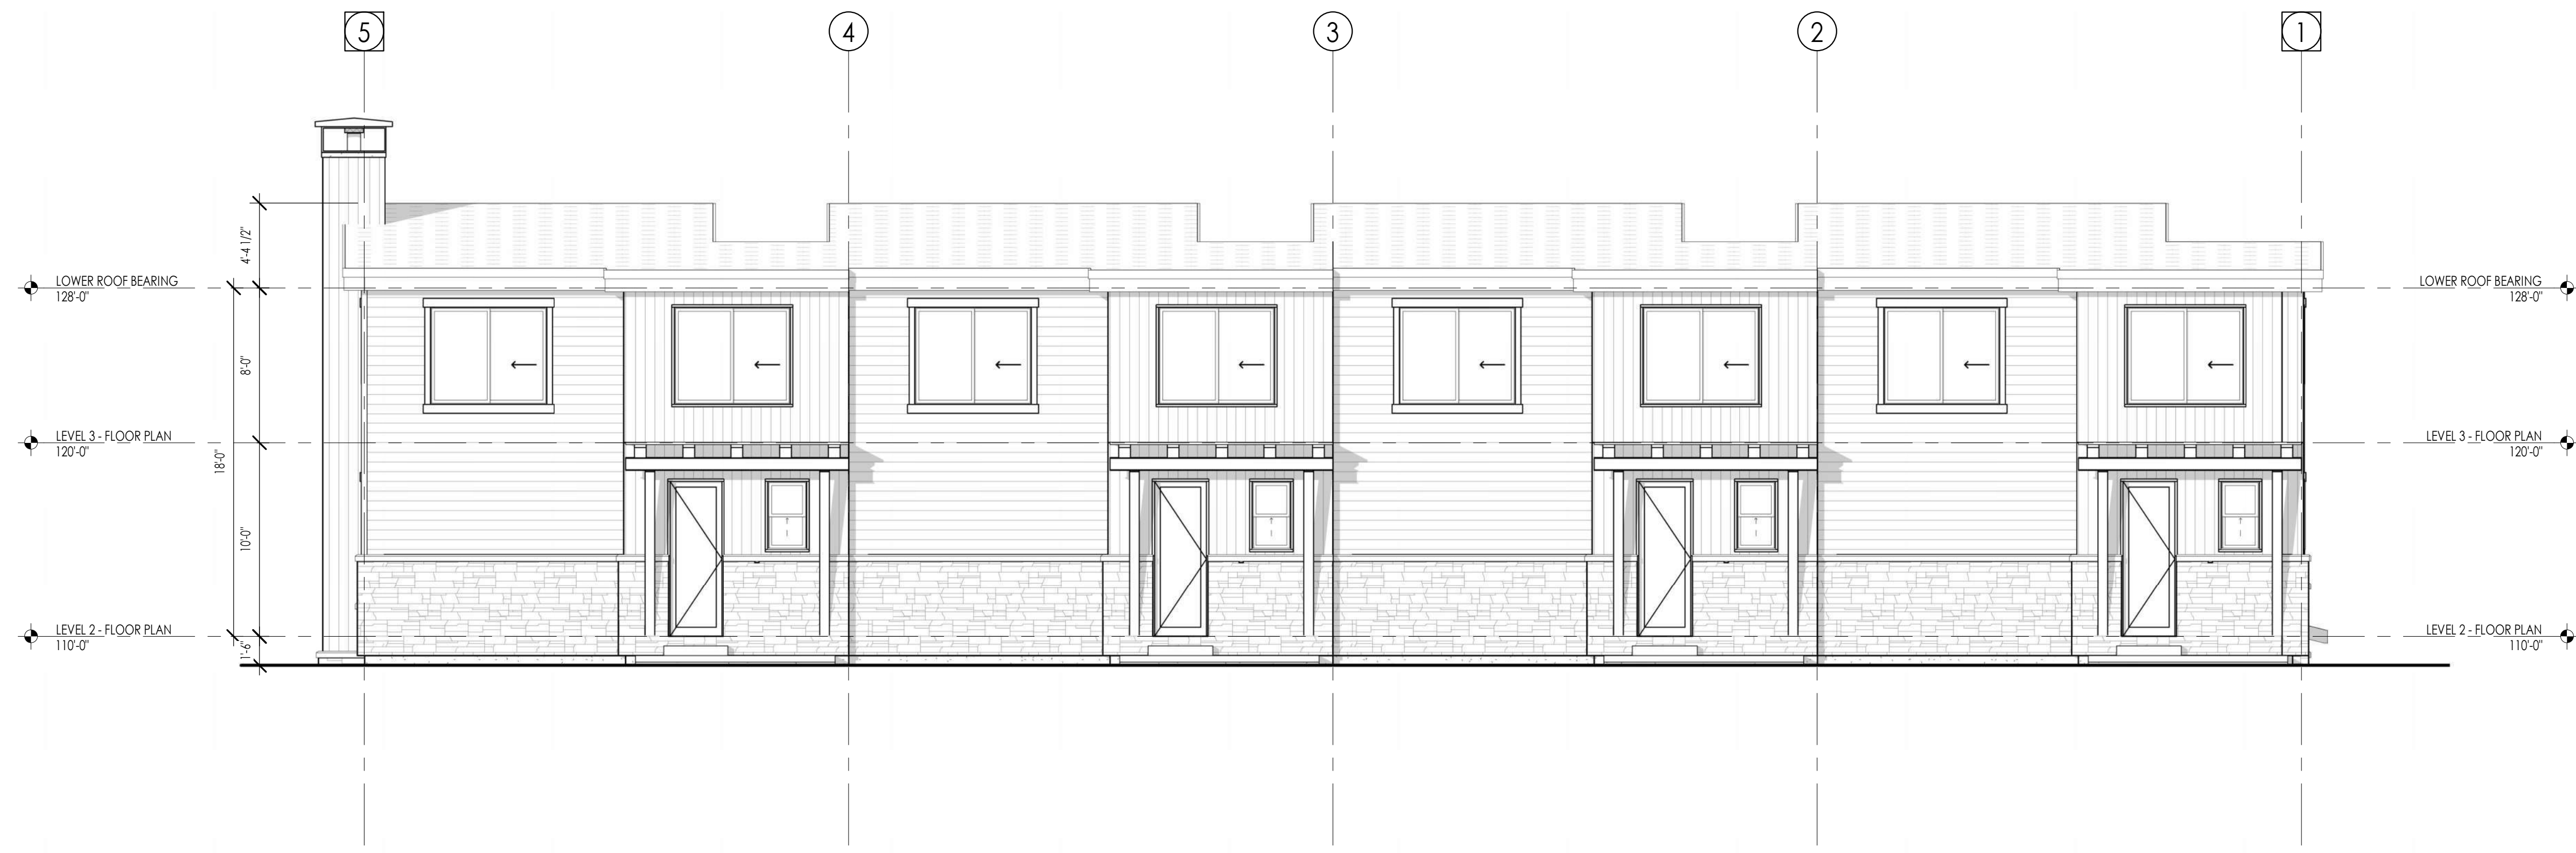 5
4
3
2
1
4'-4 1/2"
LOWER ROOF BEARING
128'-0"
LOWER ROOF BEARING
128'-0"
8'-0"
LEVEL 3 - FLOOR PLAN
120'-0"
LEVEL 3 - FLOOR PLAN
120'-0"
18'-0"
10'-0"
LEVEL 2 - FLOOR PLAN
110'-0"
LEVEL 2 - FLOOR PLAN
110'-0"
1'-6"